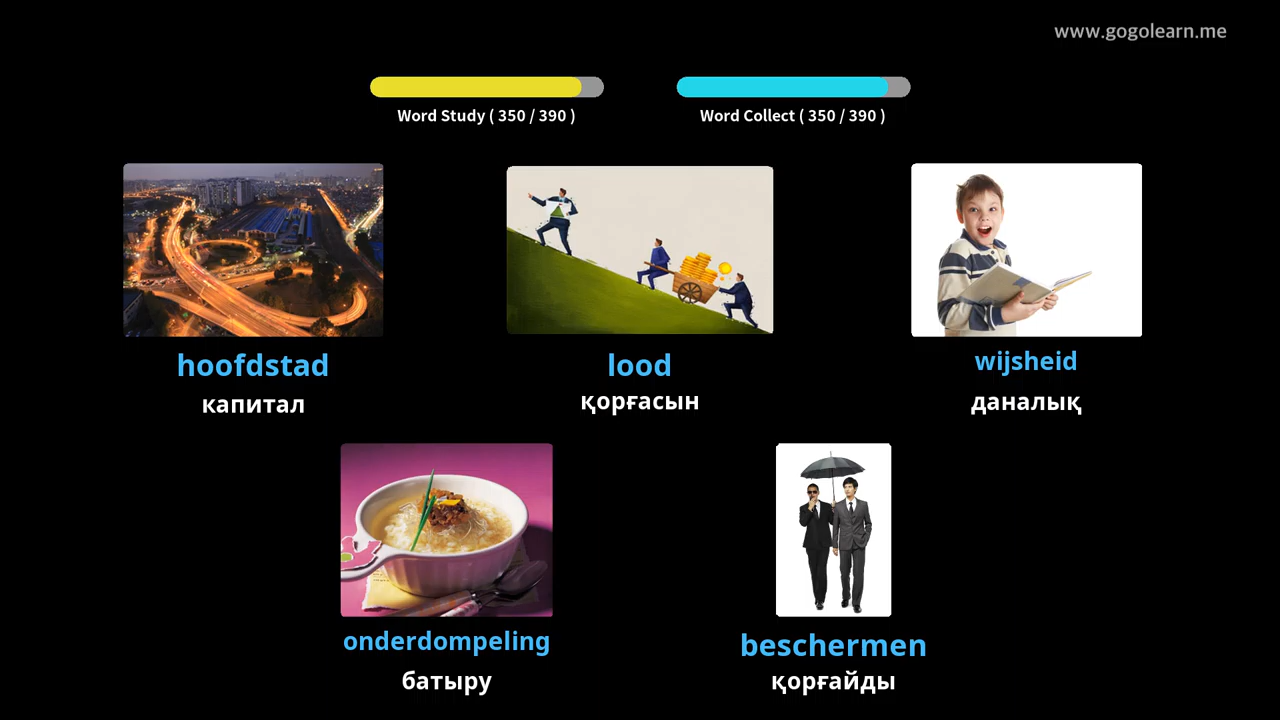 www.gogolearn.me
Word Study ( 350 / 390 )
Word Collect ( 350 / 390 )
hoofdstad
капитал
lood
қорғасын
wijsheid
даналық
onderdompeling
батыру
beschermen
қорғайды